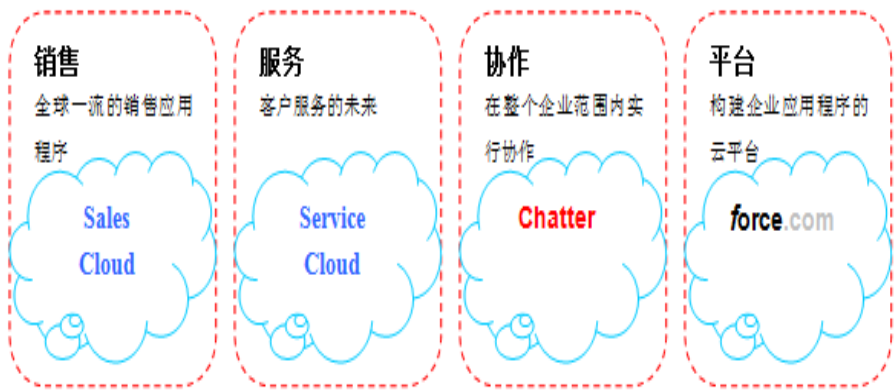 销售
全球一流的销售应用
程序
Sales
Cloud
服务
客户服务的未来
Service
Cloud
协作
在整个企业范围内实
行协作
Chatter
平台
构建企业应用程序的
云平台
force.com